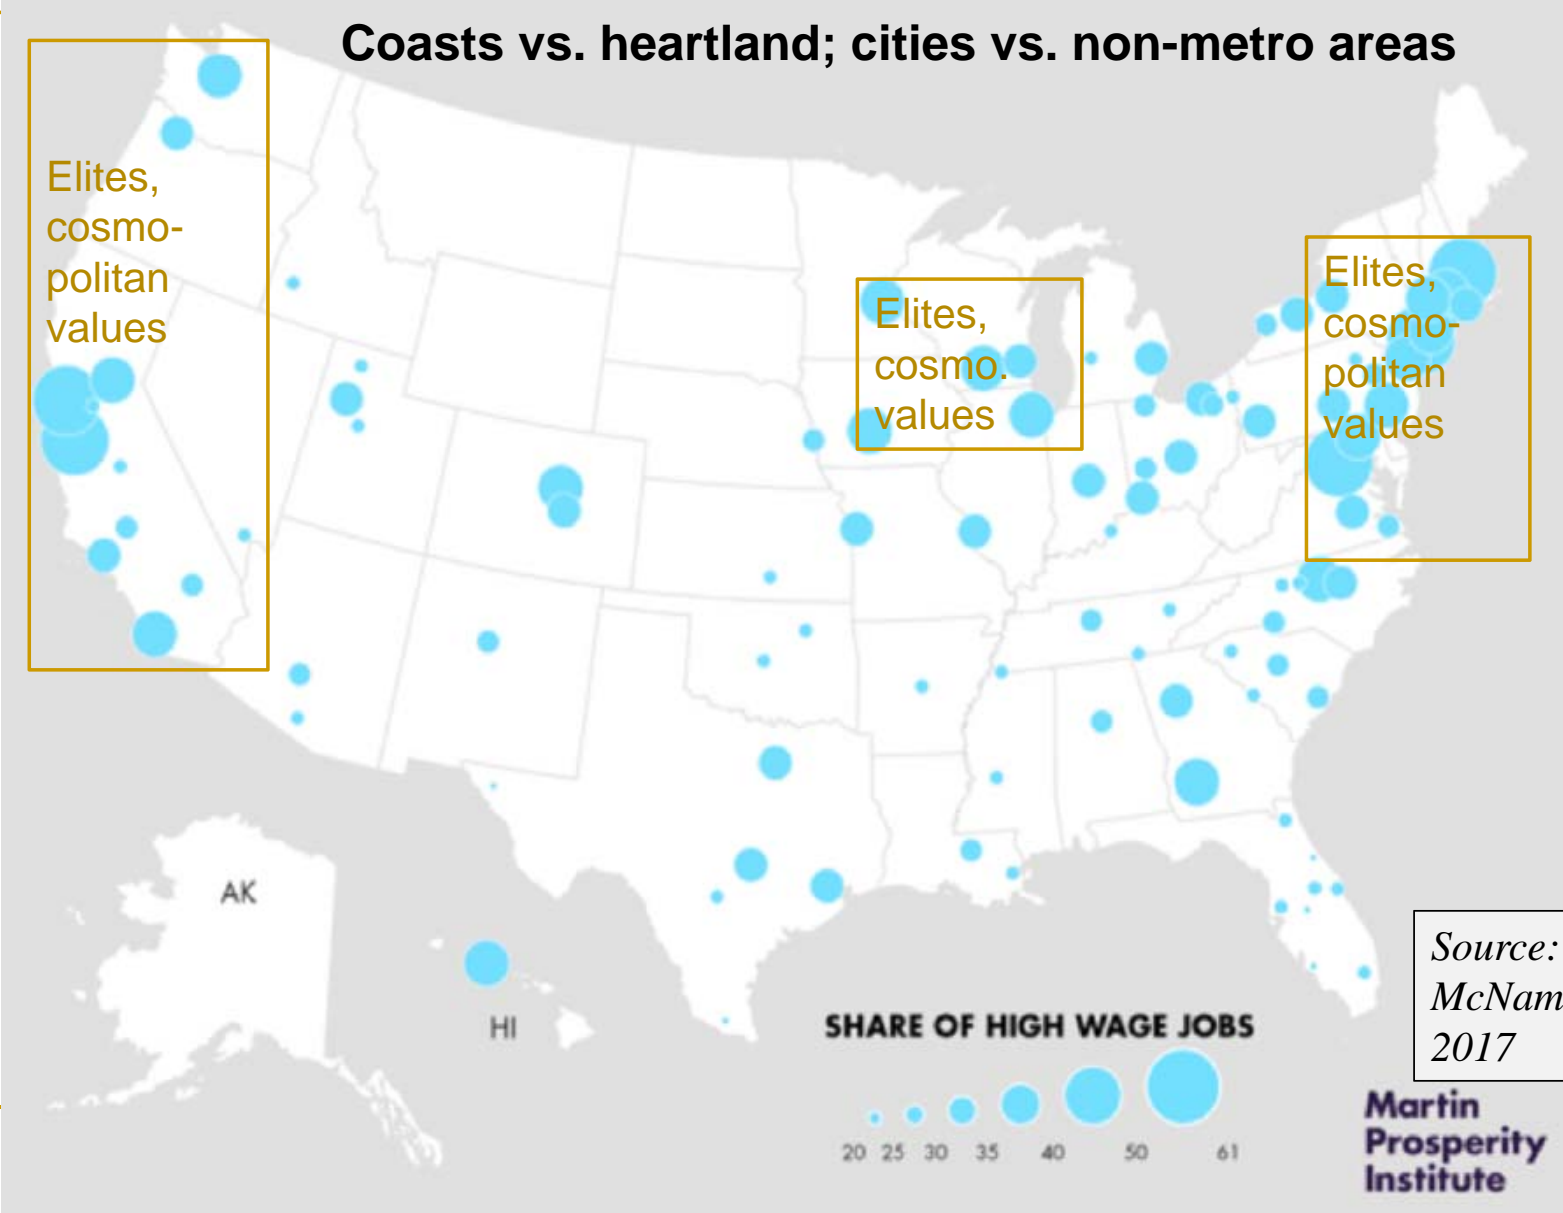 Coasts vs. heartland; cities vs. non-metro areas
Elites,
cosmo-
politan
values
Elites,
cosmo.
values
Elites,
cosmo-
politan
values
AK
HI
SHARE OF HIGH WAGE JOBS
20 25 30 35 40 50 61
Source:
McNam
2017
Martin
Prosperity
Institute